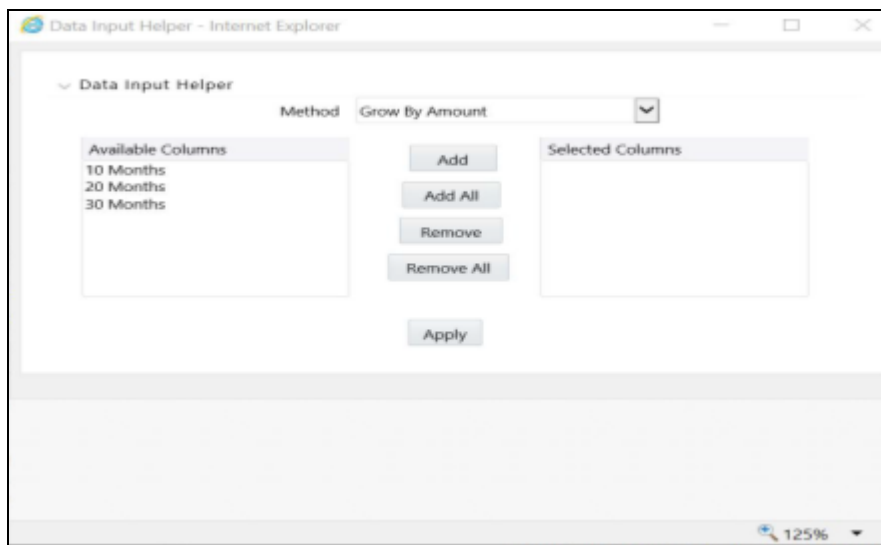 Data Input Helper - Internet Explorer
Data Input Helper
Method Grow By Amount
Available Columns
10 Months
20 Months
30 Months
Add
Add All
Remove
Remove All
Selected Columns
Apply
125%